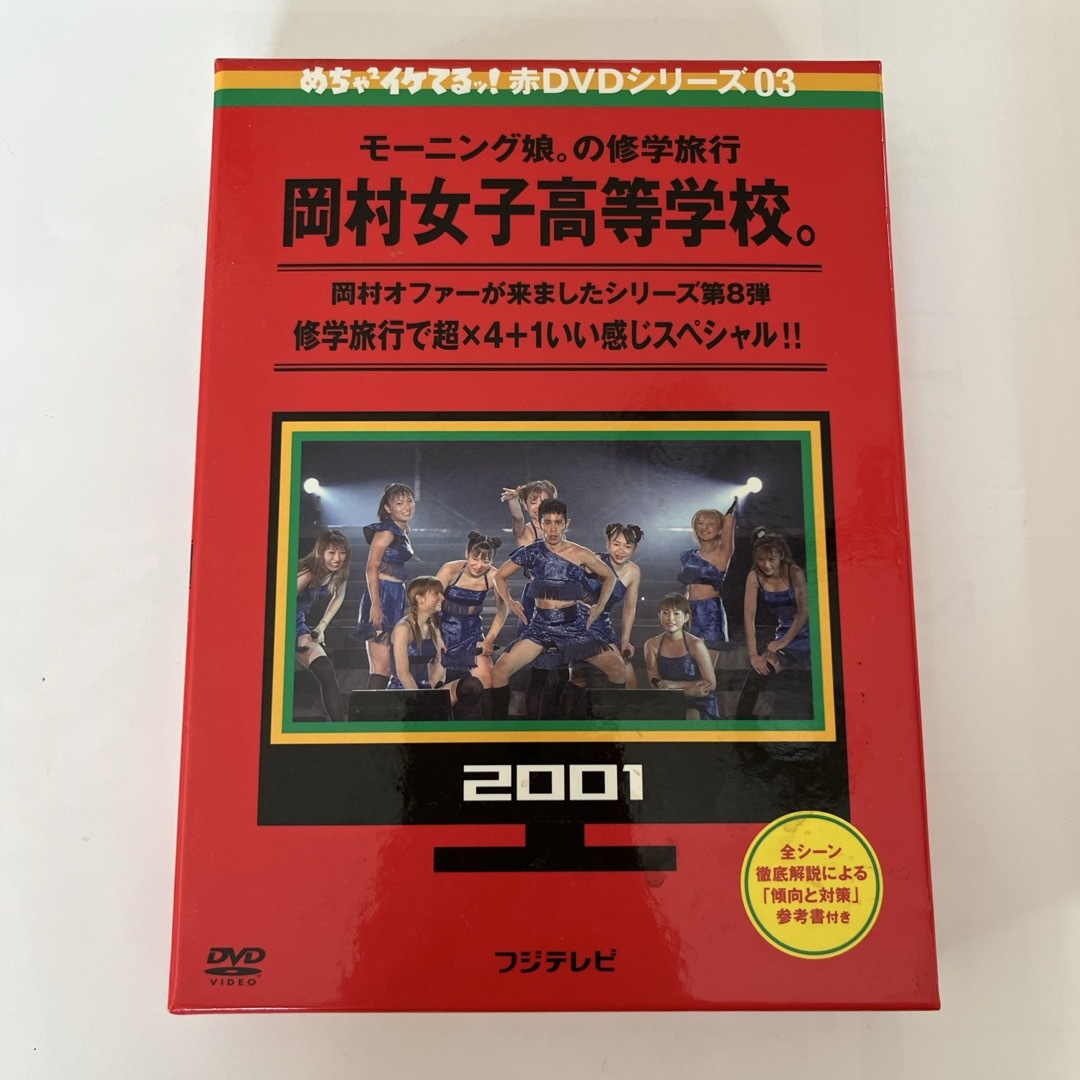 めちゃ²イケてるッ!赤DVDシリーズ03
モーニング娘。の修学旅行
岡村女子高等学校。
岡村オファーが来ましたシリーズ第8弾
修学旅行で超×4+1いい感じスペシャル!!
2001
全シーン
徹底解説による
「傾向と対策」
参考書付き
DVD
VIDEO
フジテレビ